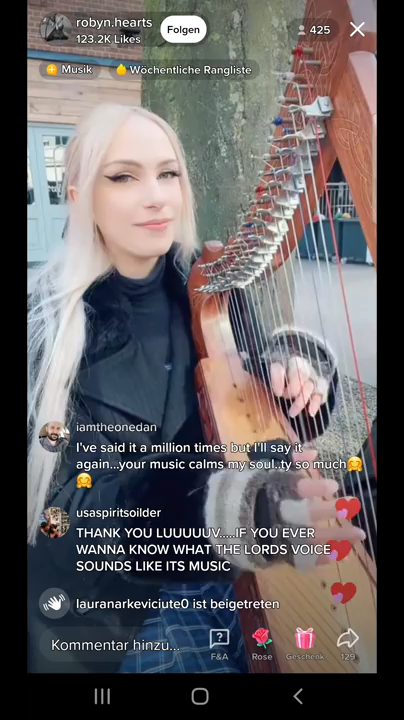 robyn.hearts
123.2K Likes
Folgen
425
Musik
Wöchentliche Rangliste
iamtheonedan
I've said it a million times but I'll say it
again...your music calms my soul..ty so much🤗
🤗
usaspiritsoilder
THANK YOU LUUUUUV.....IF YOU EVER
WANNA KNOW WHAT THE LORDS VOICE
SOUNDS LIKE ITS MUSIC
lauranarkeviciute0 ist beigetreten
Kommentar hinzu...
F&A
Rose
Geschenk
129